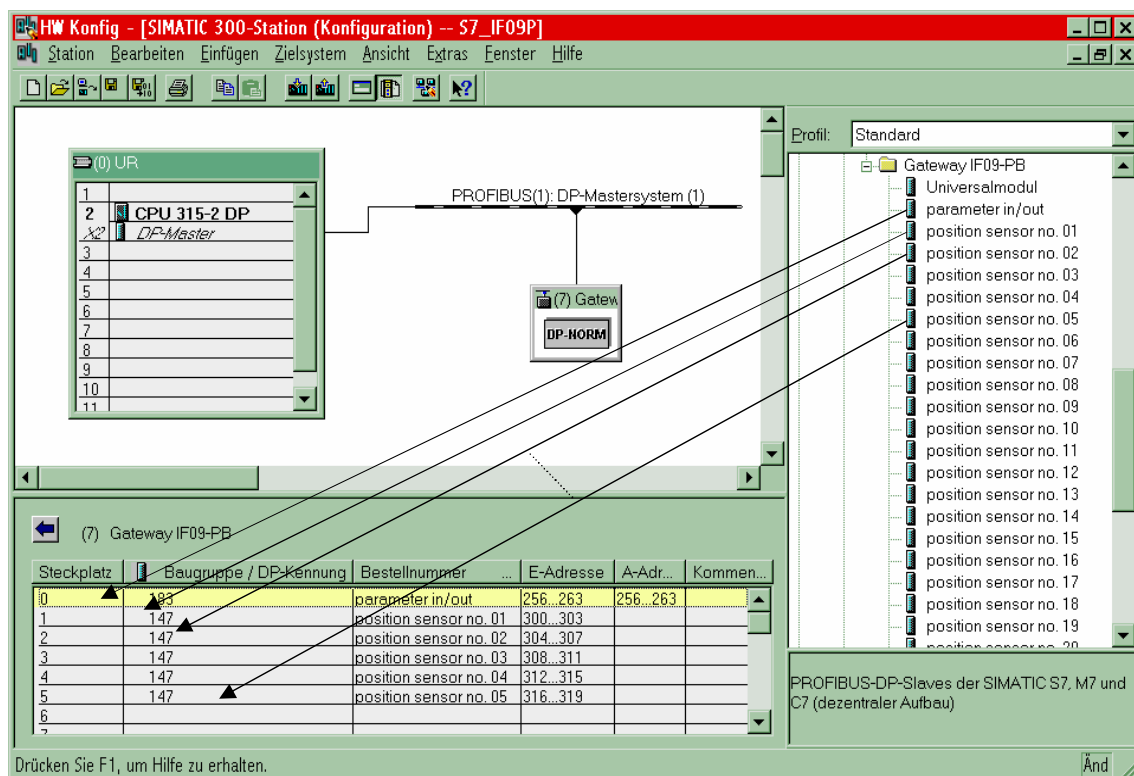 HW Konfig - [SIMATIC 300-Station (Konfiguration) -- S7_IF09P]
Station Bearbeiten Einfügen Zielsystem Ansicht Extras Fenster Hilfe
(0) UR
1
2 CPU 315-2 DP
X2 DP-Master
3
4
5
6
7
8
9
10
11
PROFIBUS(1): DP-Mastersystem (1)
(7) Gatew
DP-NORM
Profil: Standard
Gateway IF09-PB
Universalmodul
parameter in/out
position sensor no. 01
position sensor no. 02
position sensor no. 03
position sensor no. 04
position sensor no. 05
position sensor no. 06
position sensor no. 07
position sensor no. 08
position sensor no. 09
position sensor no. 10
position sensor no. 11
position sensor no. 12
position sensor no. 13
position sensor no. 14
position sensor no. 15
position sensor no. 16
position sensor no. 17
position sensor no. 18
position sensor no. 19
position sensor no. 20
(7) Gateway IF09-PB
Steckplatz Baugruppe / DP-Kennung Bestellnummer ... E-Adresse A-Adr... Kommen...
0 183 parameter in/out 256...263 256...263
1 147 position sensor no. 01 300...303
2 147 position sensor no. 02 304...307
3 147 position sensor no. 03 308...311
4 147 position sensor no. 04 312...315
5 147 position sensor no. 05 316...319
6
7
PROFIBUS-DP-Slaves der SIMATIC S7, M7 und
C7 (dezentraler Aufbau)
Drücken Sie F1, um Hilfe zu erhalten.
Änd